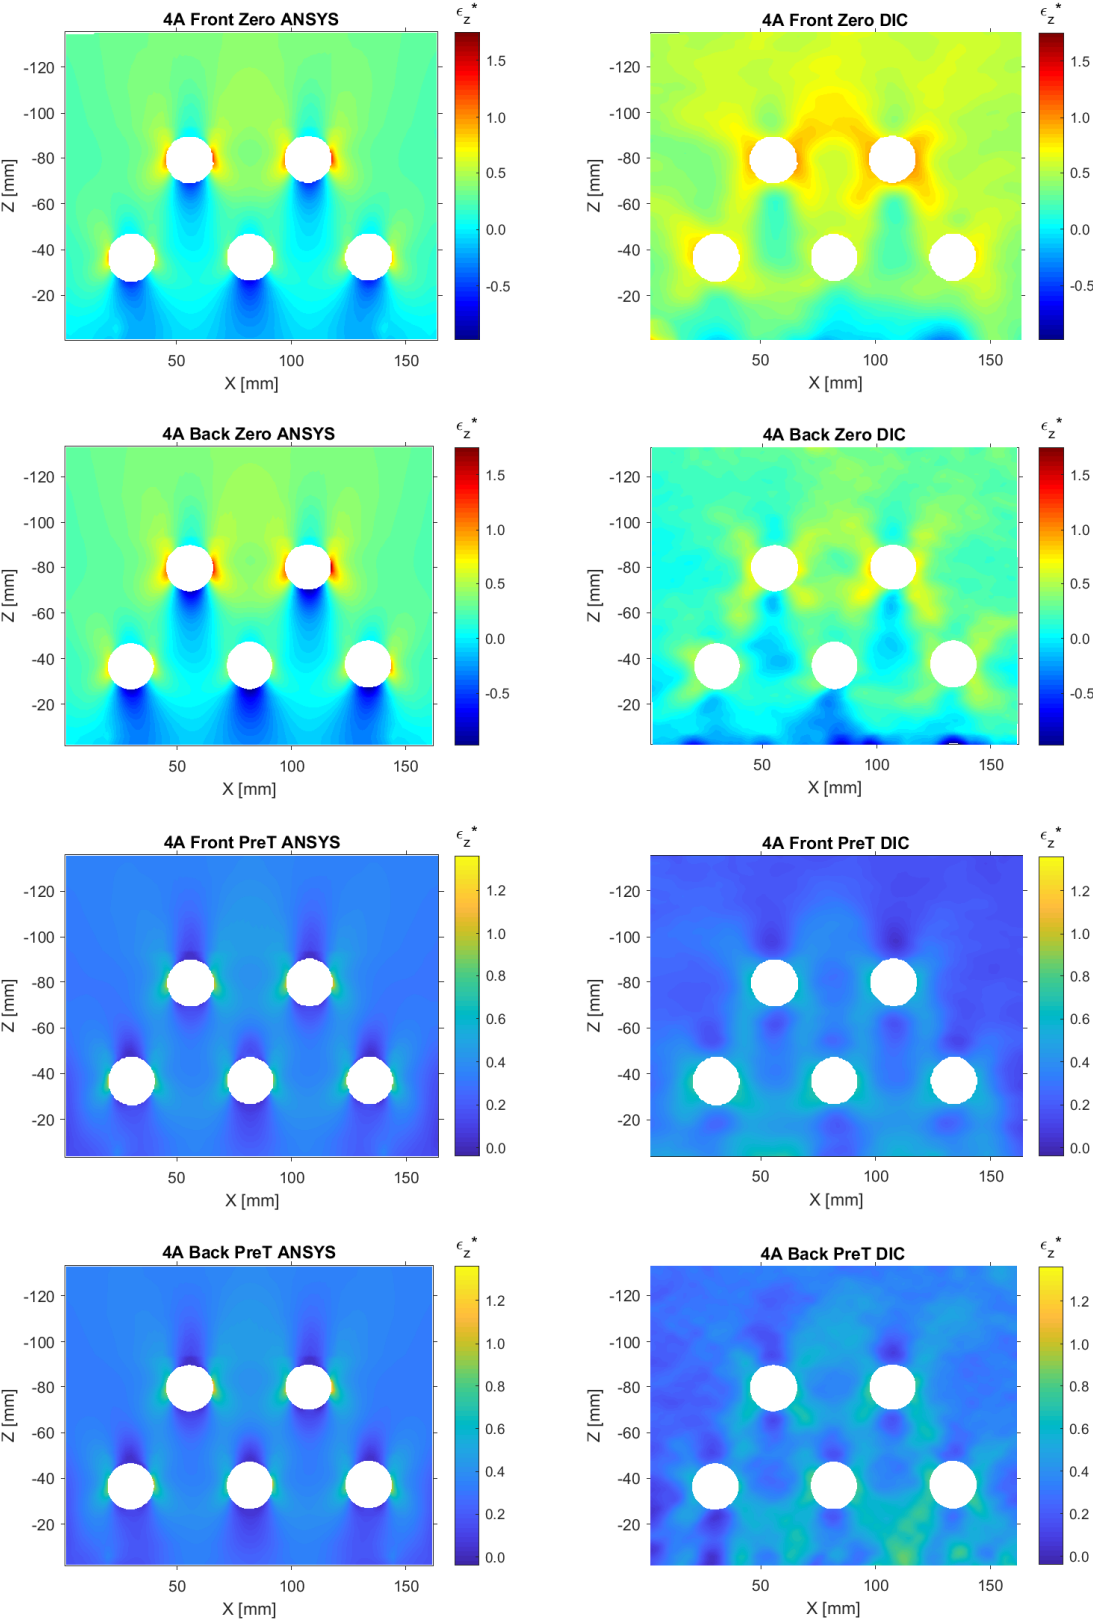 4A Front Zero ANSYS
ϵz*
-120
-100
-80
-60
-40
-20
Z [mm]
50 100 150
X [mm]
1.5
1.0
0.5
0.0
-0.5
4A Front Zero DIC
ϵz*
-120
-100
-80
-60
-40
-20
Z [mm]
50 100 150
X [mm]
1.5
1.0
0.5
0.0
-0.5
4A Back Zero ANSYS
ϵz*
-120
-100
-80
-60
-40
-20
Z [mm]
50 100 150
X [mm]
1.5
1.0
0.5
0.0
-0.5
4A Back Zero DIC
ϵz*
-120
-100
-80
-60
-40
-20
Z [mm]
50 100 150
X [mm]
1.5
1.0
0.5
0.0
-0.5
4A Front PreT ANSYS
ϵz*
-120
-100
-80
-60
-40
-20
Z [mm]
50 100 150
X [mm]
1.2
1.0
0.8
0.6
0.4
0.2
0.0
4A Front PreT DIC
ϵz*
-120
-100
-80
-60
-40
-20
Z [mm]
50 100 150
X [mm]
1.2
1.0
0.8
0.6
0.4
0.2
0.0
4A Back PreT ANSYS
ϵz*
-120
-100
-80
-60
-40
-20
Z [mm]
50 100 150
X [mm]
1.2
1.0
0.8
0.6
0.4
0.2
0.0
4A Back PreT DIC
ϵz*
-120
-100
-80
-60
-40
-20
Z [mm]
50 100 150
X [mm]
1.2
1.0
0.8
0.6
0.4
0.2
0.0